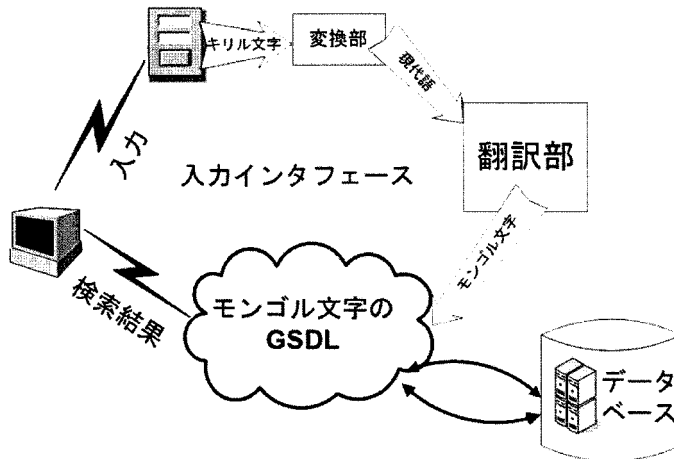 キリル文字
変換部
現代語
翻訳部
入力
入力インタフェース
モンゴル文字
検索結果
モンゴル文字の
GSDL
データ
ベース